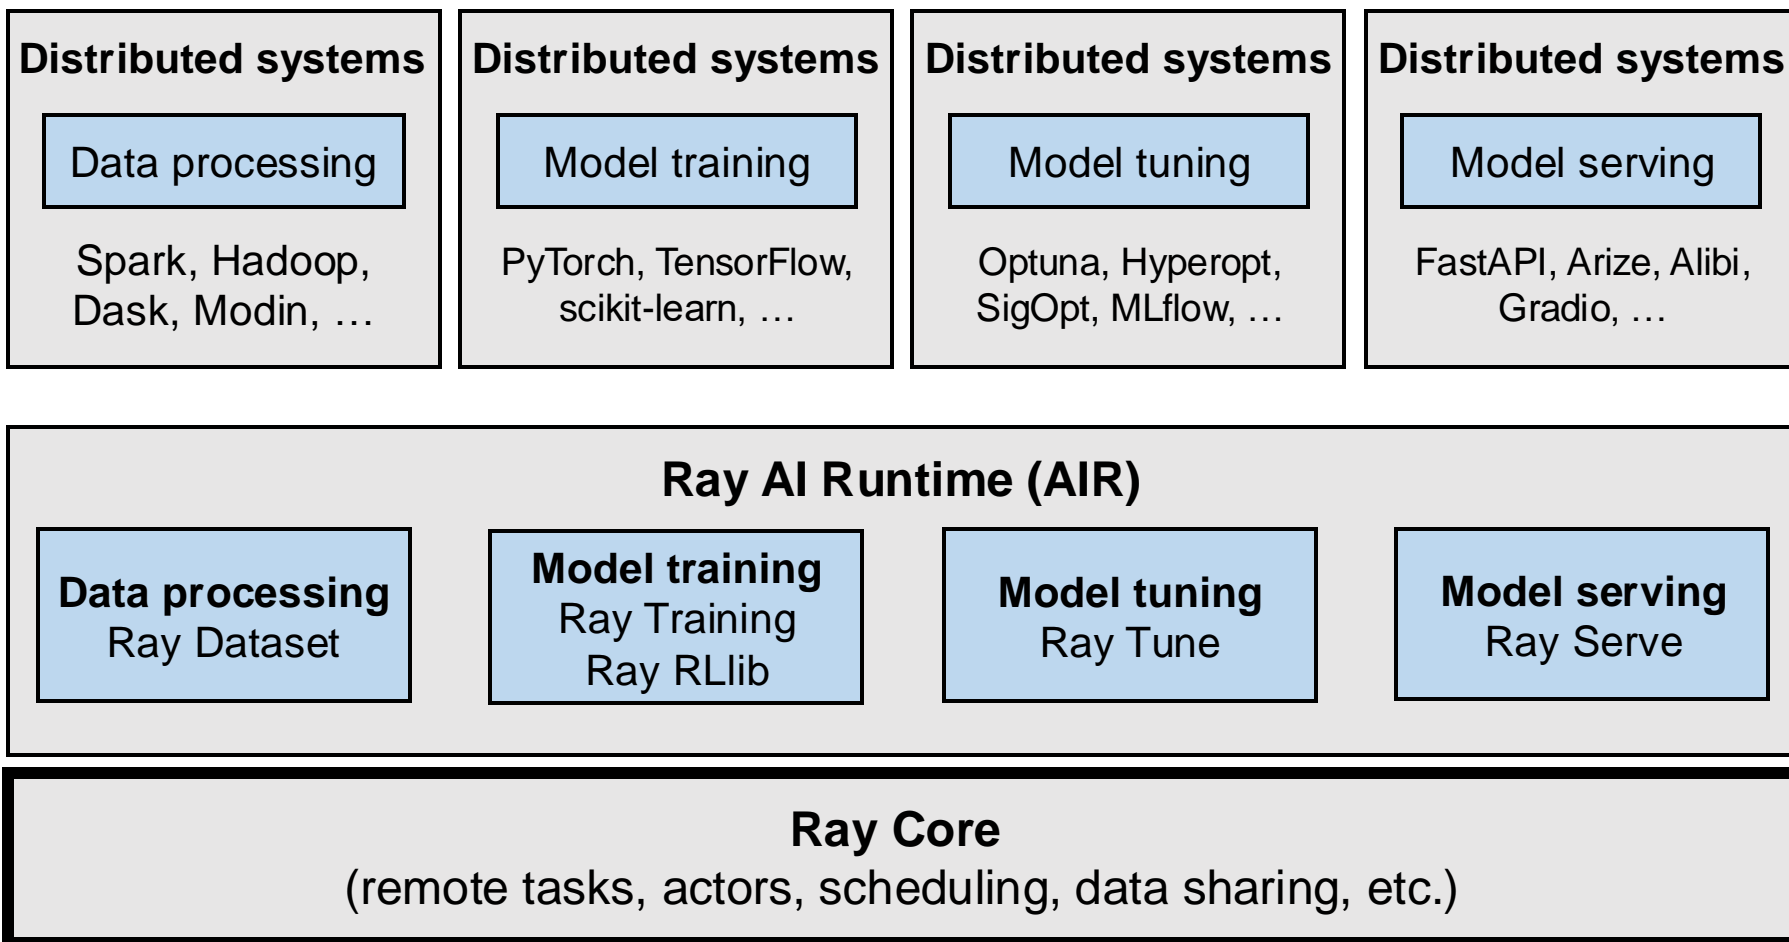 Distributed systems
Data processing
Spark, Hadoop,
Dask, Modin, …
Distributed systems
Model training
PyTorch, TensorFlow,
scikit-learn, …
Distributed systems
Model tuning
Optuna, Hyperopt,
SigOpt, MLflow, …
Distributed systems
Model serving
FastAPI, Arize, Alibi,
Gradio, …
Ray AI Runtime (AIR)
Data processing
Ray Dataset
Model training
Ray Training
Ray RLlib
Model tuning
Ray Tune
Model serving
Ray Serve
Ray Core
(remote tasks, actors, scheduling, data sharing, etc.)